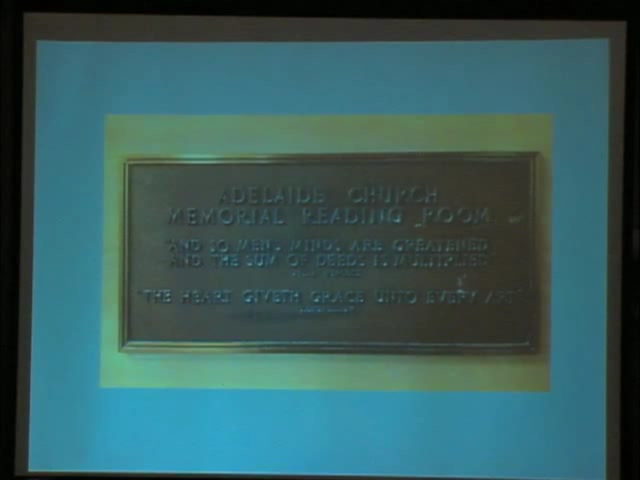 ADELAIDE CHURCH
MEMORIAL READING ROOM
"AND SO MEN'S MINDS ARE GREATENED
AND THE SUM OF DEEDS IS MULTIPLIED"
"THE HEART GIVETH GRACE UNTO EVERY ART"